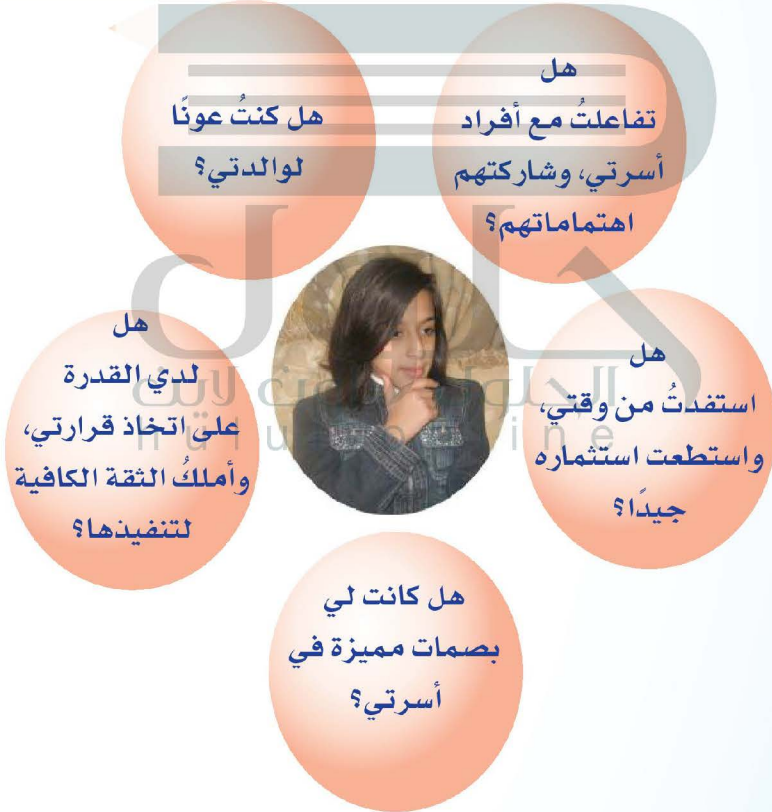 هل
تفاعلتُ مع أفراد
أسرتي، وشاركتهم
اهتماماتهم؟
هل كنتُ عونًا
لوالدتي؟
هل
استفدتُ من وقتي،
واستطعت استثماره
جيدًا؟
هل
لدي القدرة
على اتخاذ قرارتي،
وأملكُ الثقة الكافية
لتنفيذها؟
هل كانت لي
بصمات مميزة في
أسرتي؟